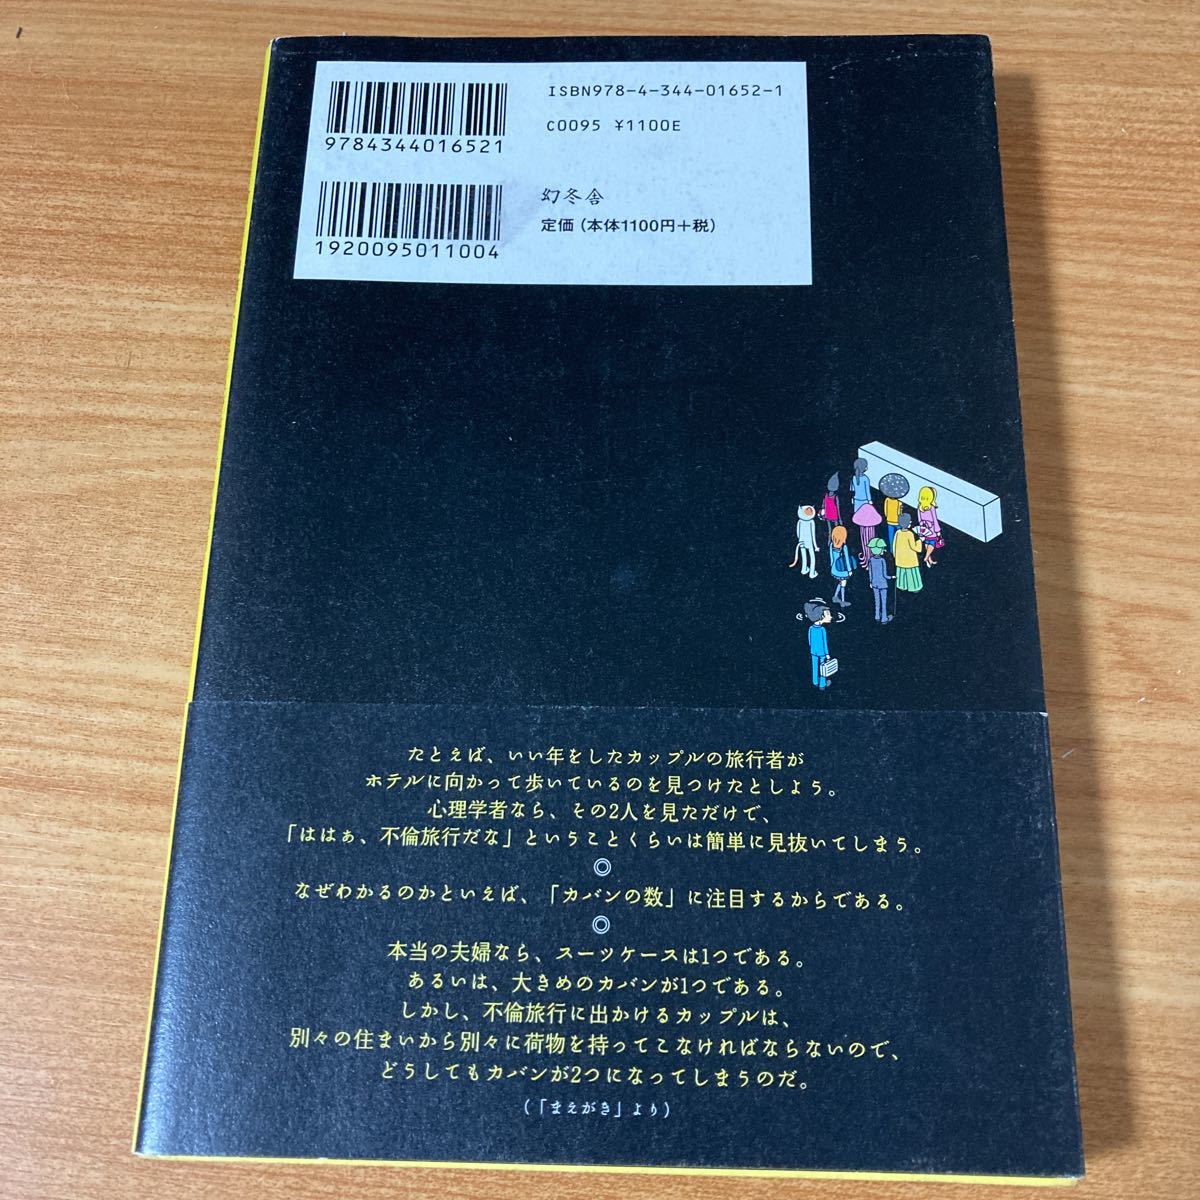 ISBN978-4-344-01652-1
C0095 ¥1100E
9784344016521
幻冬舎
定価（本体1100円＋税）
1920095011004
たとえば、いい年をしたカップルの旅行者が
ホテルに向かって歩いているのを見つけたとしよう。
心理学者なら、その2人を見ただけで、
「ははぁ、不倫旅行だな」ということくらいは簡単に見抜いてしまう。
◎
なぜわかるのかといえば、「カバンの数」に注目するからである。
◎
本当の夫婦なら、スーツケースは1つである。
あるいは、大きめのカバンが1つである。
しかし、不倫旅行に出かけるカップルは、
別々の住まいから別々に荷物を持ってこなければならないので、
どうしてもカバンが2つになってしまうのだ。
（「まえがき」より）